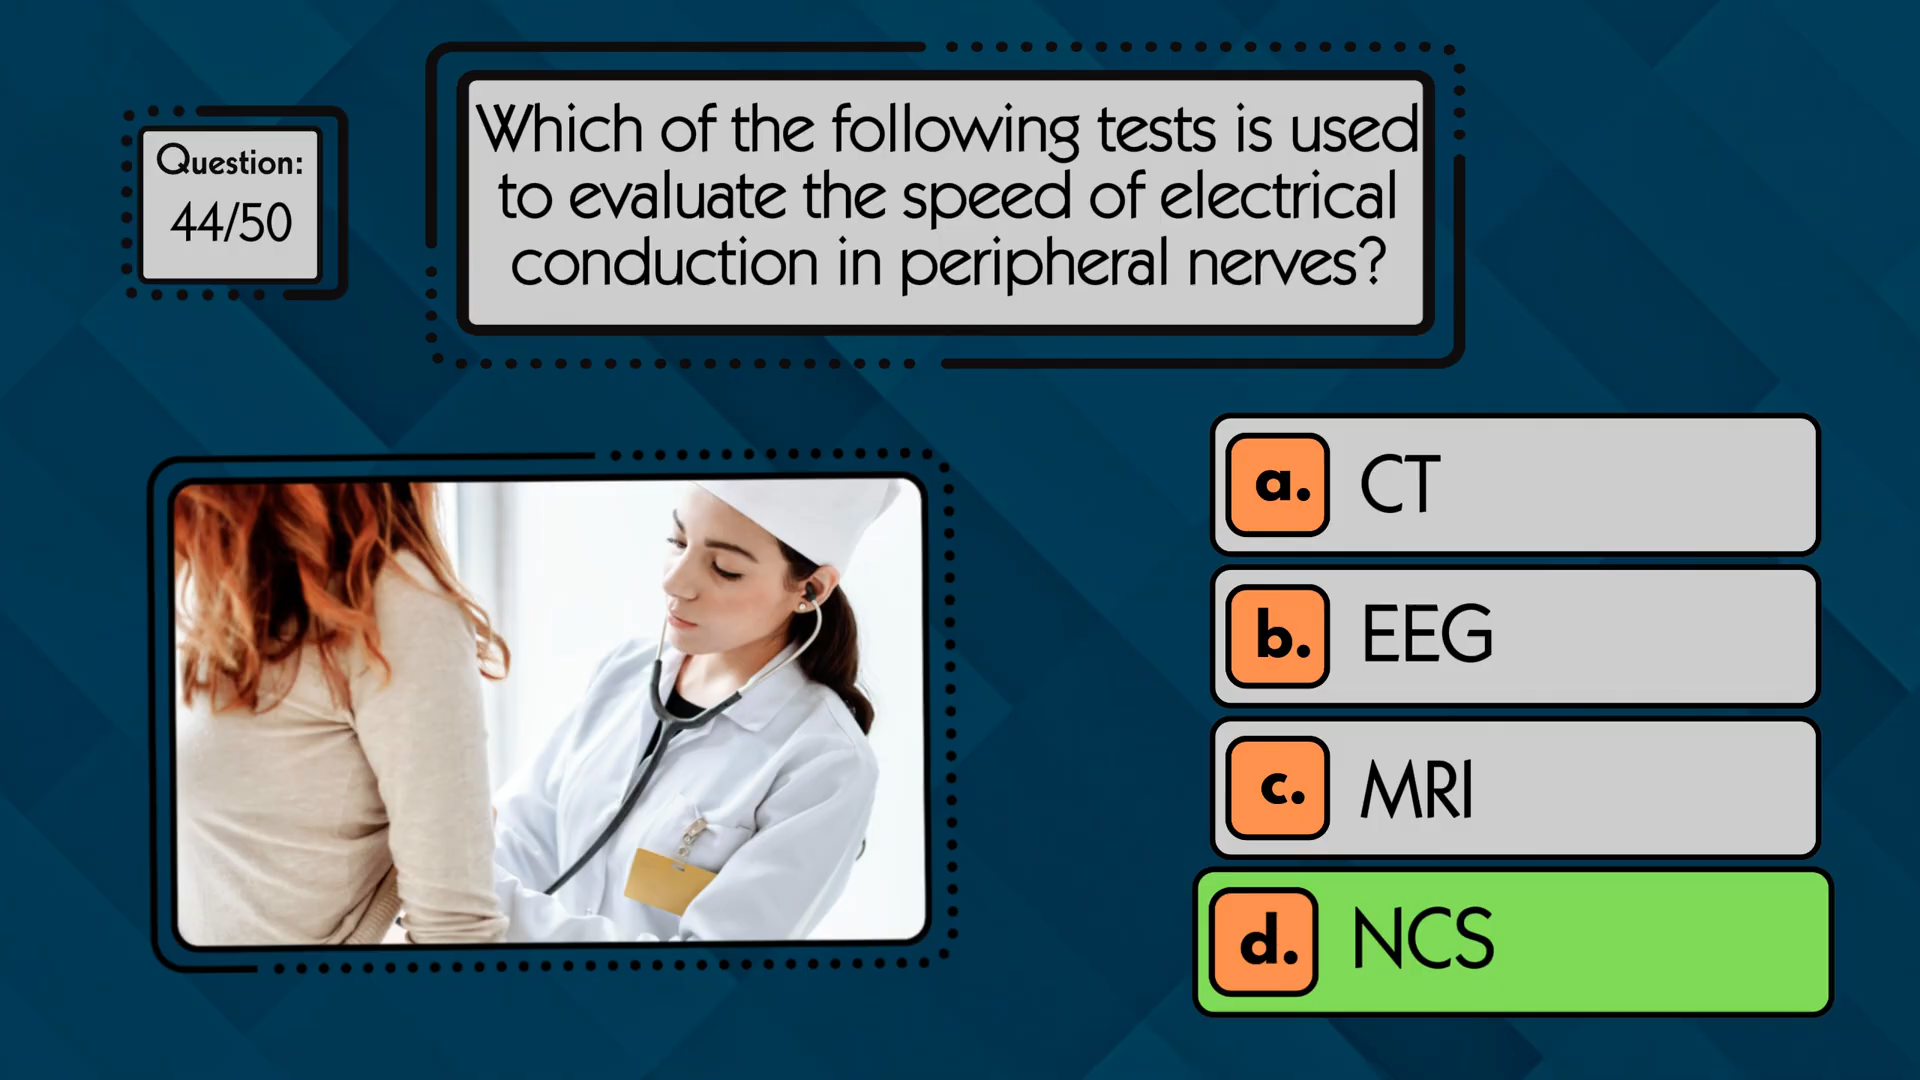 Question:
44/50
Which of the following tests is used
to evaluate the speed of electrical
conduction in peripheral nerves?
a. CT
b. EEG
c. MRI
d. NCS